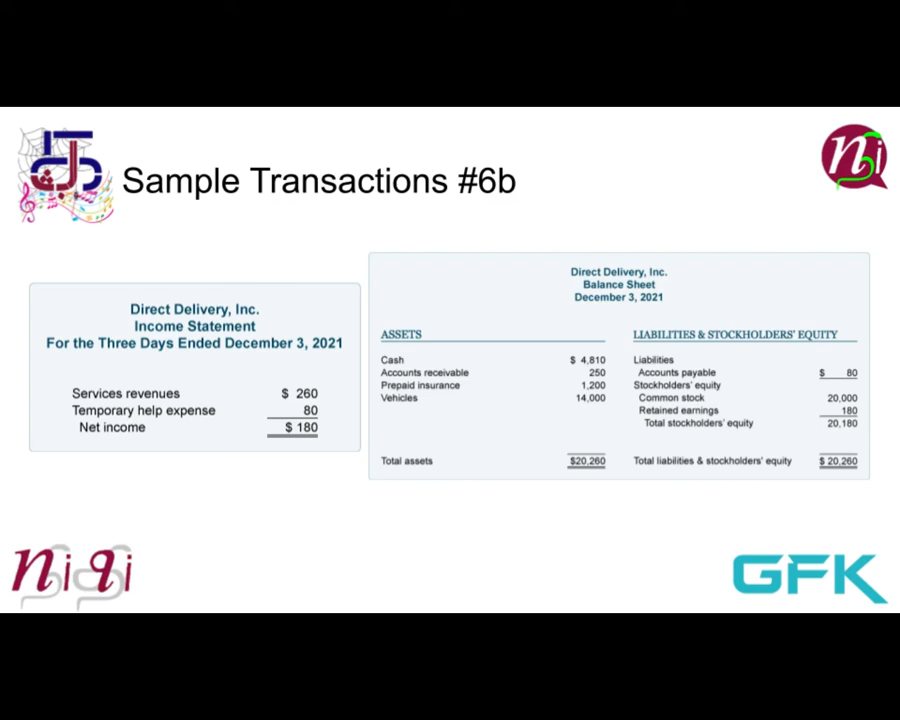 Sample Transactions #6b
ni
Direct Delivery, Inc.
Income Statement
For the Three Days Ended December 3, 2021
Services revenues $ 260
Temporary help expense 80
Net income $ 180
Direct Delivery, Inc.
Balance Sheet
December 3, 2021
ASSETS LIABILITIES & STOCKHOLDERS' EQUITY
Cash $ 4,810 Liabilities
Accounts receivable 250 Accounts payable $ 80
Prepaid insurance 1,200 Stockholders' equity
Vehicles 14,000 Common stock 20,000
Retained earnings 180
Total stockholders' equity 20,180
Total assets $20,260 Total liabilities & stockholders' equity $ 20,260
niqi
GFK